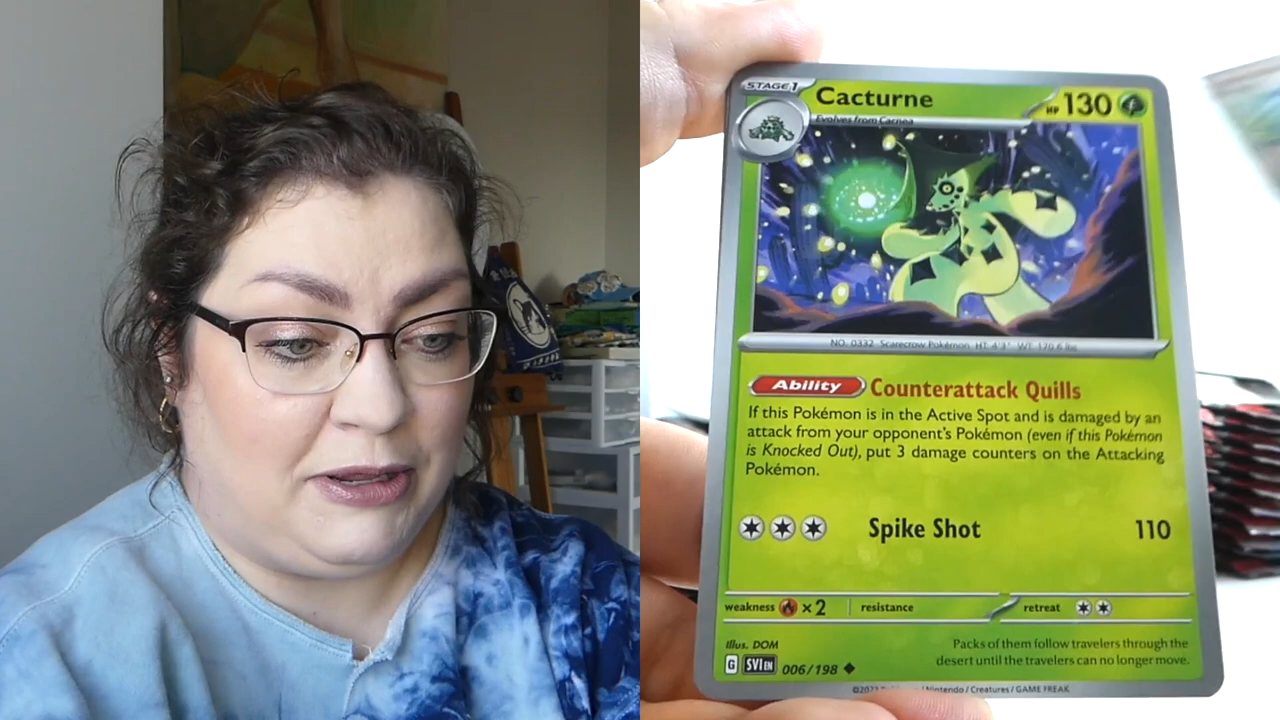 STAGE 1
Cacturne
HP 130
Evolves from Cacnea
NO. 0332 Scarecrow Pokémon HT: 4'3" WT: 170.6 lbs
Ability Counterattack Quills
If this Pokémon is in the Active Spot and is damaged by an
attack from your opponent's Pokémon (even if this Pokémon
is Knocked Out), put 3 damage counters on the Attacking
Pokémon.
Spike Shot 110
weakness ×2 resistance retreat
Illus. DOM
Packs of them follow travelers through the
desert until the travelers can no longer move.
G SVI EN 006/198
Nintendo / Creatures / GAME FREAK